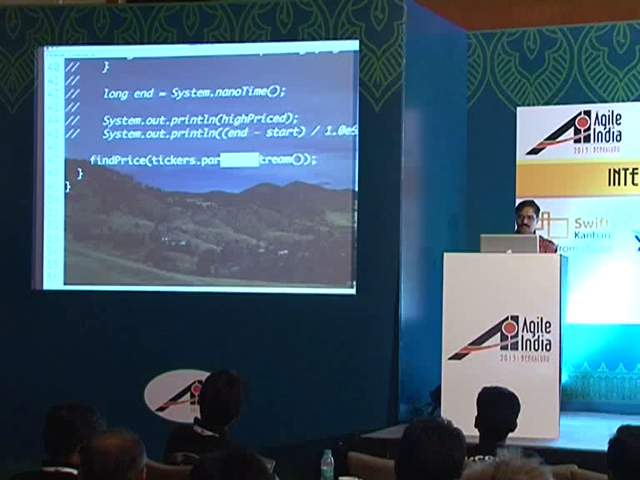 // }
//
// long end = System.nanoTime();
//
// System.out.println(highPriced);
// System.out.println((end - start) / 1.0e9
findPrice(tickers.par tream());
}
}
Agile
India
2013 | BENGALURU
INTE
Swift
Kanban
Agile
India
2013 | BENGALURU